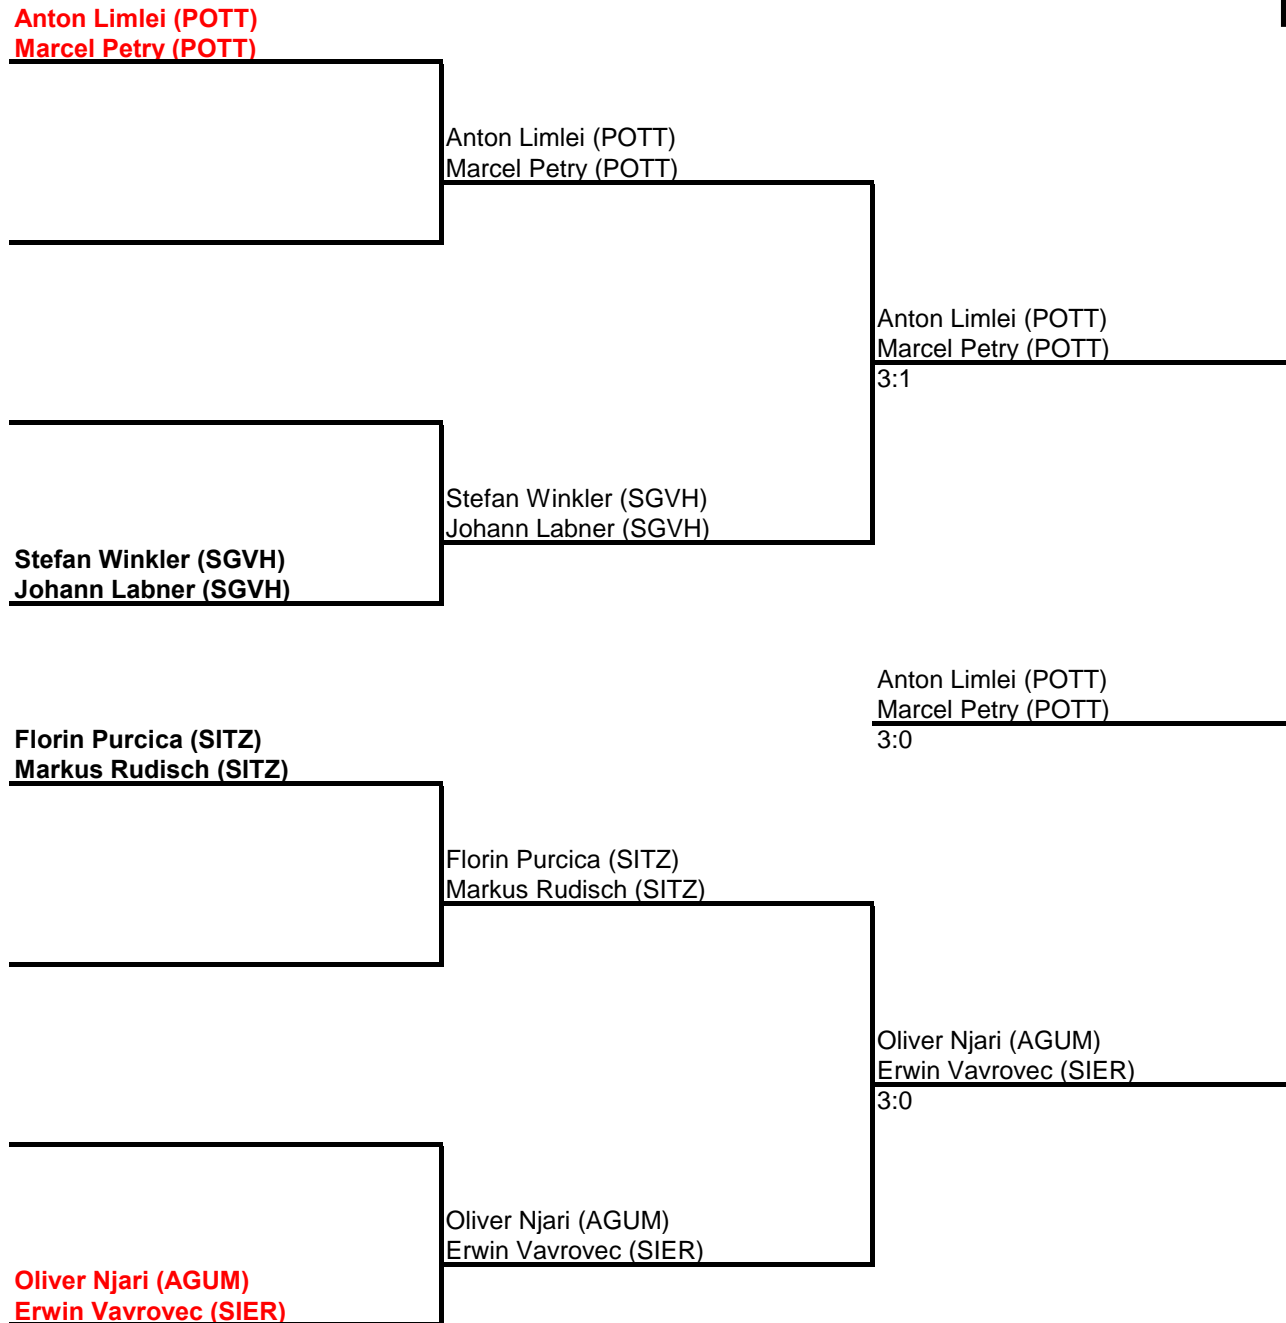 Anton Limlei (POTT)
Marcel Petry (POTT)
Anton Limlei (POTT)
Marcel Petry (POTT)
Anton Limlei (POTT)
Marcel Petry (POTT)
3:1
Stefan Winkler (SGVH)
Johann Labner (SGVH)
Stefan Winkler (SGVH)
Johann Labner (SGVH)
Anton Limlei (POTT)
Marcel Petry (POTT)
3:0
Florin Purcica (SITZ)
Markus Rudisch (SITZ)
Florin Purcica (SITZ)
Markus Rudisch (SITZ)
Oliver Njari (AGUM)
Erwin Vavrovec (SIER)
3:0
Oliver Njari (AGUM)
Erwin Vavrovec (SIER)
Oliver Njari (AGUM)
Erwin Vavrovec (SIER)